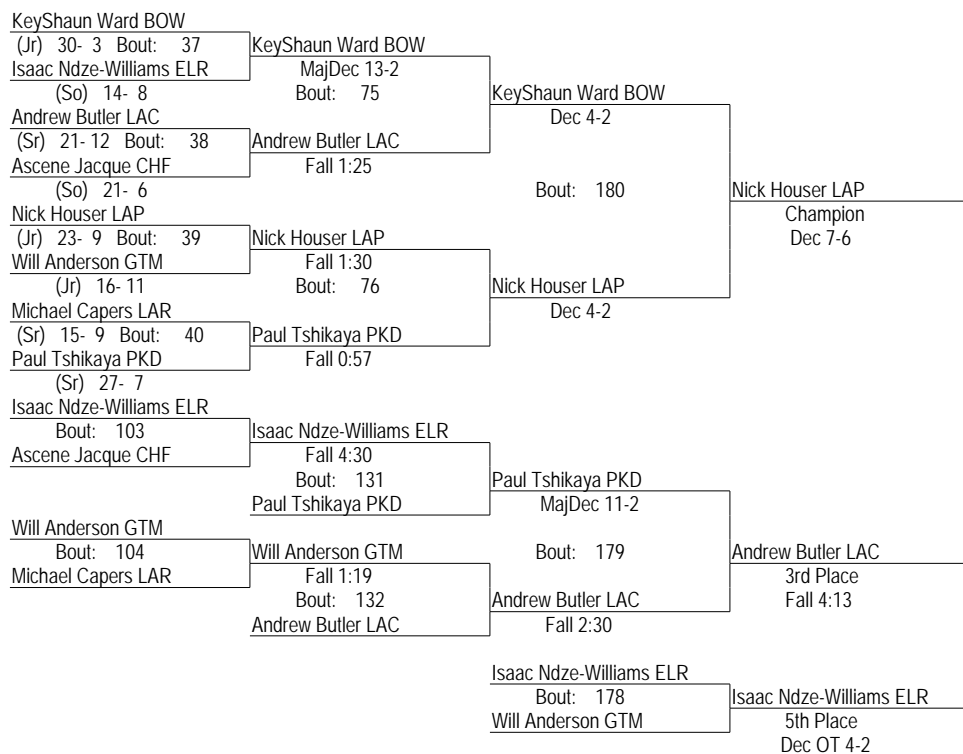 KeyShaun Ward BOW
(Jr) 30- 3 Bout: 37
KeyShaun Ward BOW
Isaac Ndze-Williams ELR
MajDec 13-2
(So) 14- 8
Bout: 75
KeyShaun Ward BOW
Andrew Butler LAC
Dec 4-2
(Sr) 21- 12 Bout: 38
Andrew Butler LAC
Ascene Jacque CHF
Fall 1:25
(So) 21- 6
Bout: 180
Nick Houser LAP
Nick Houser LAP
Champion
(Jr) 23- 9 Bout: 39
Nick Houser LAP
Dec 7-6
Will Anderson GTM
Fall 1:30
(Jr) 16- 11
Bout: 76
Nick Houser LAP
Michael Capers LAR
Dec 4-2
(Sr) 15- 9 Bout: 40
Paul Tshikaya PKD
Paul Tshikaya PKD
Fall 0:57
(Sr) 27- 7
Isaac Ndze-Williams ELR
Bout: 103
Isaac Ndze-Williams ELR
Ascene Jacque CHF
Fall 4:30
Bout: 131
Paul Tshikaya PKD
Paul Tshikaya PKD
MajDec 11-2
Will Anderson GTM
Bout: 104
Will Anderson GTM
Bout: 179
Andrew Butler LAC
Michael Capers LAR
Fall 1:19
3rd Place
Bout: 132
Andrew Butler LAC
Fall 4:13
Andrew Butler LAC
Fall 2:30
Isaac Ndze-Williams ELR
Bout: 178
Isaac Ndze-Williams ELR
Will Anderson GTM
5th Place
Dec OT 4-2